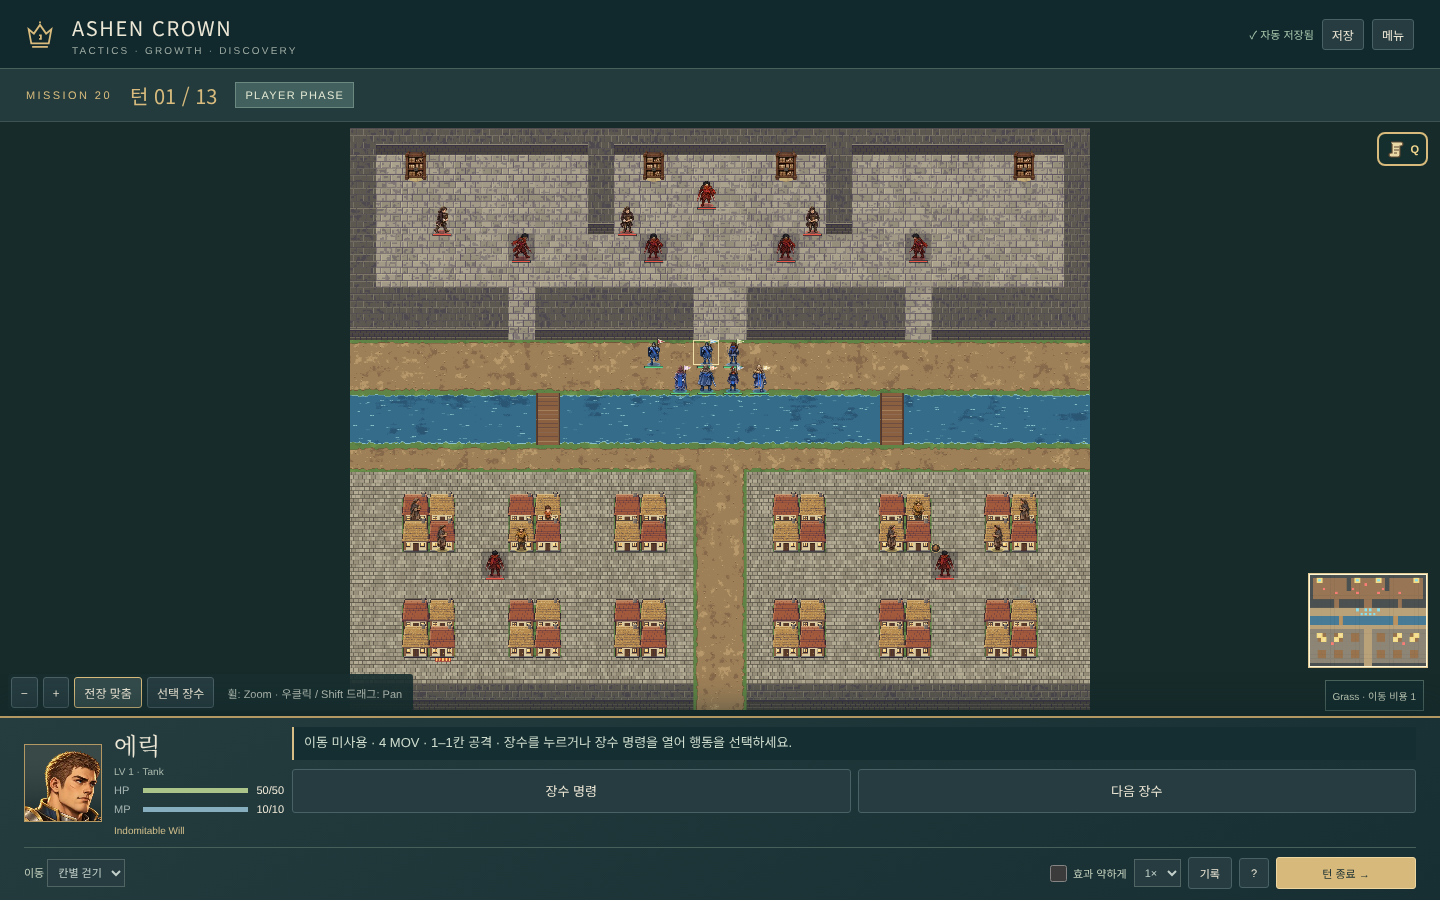 ASHEN CROWN
TACTICS · GROWTH · DISCOVERY
✓ 자동 저장됨
저장
메뉴
MISSION 20
턴 01 / 13
PLAYER PHASE
Q
−
+
전장 맞춤
선택 장수
휠: Zoom · 우클릭 / Shift 드래그: Pan
Grass · 이동 비용 1
에릭
LV 1 · Tank
HP 50/50
MP 10/10
Indomitable Will
이동 미사용 · 4 MOV · 1–1칸 공격 · 장수를 누르거나 장수 명령을 열어 행동을 선택하세요.
장수 명령
다음 장수
이동
칸별 걷기
효과 약하게
1×
기록
?
턴 종료 →